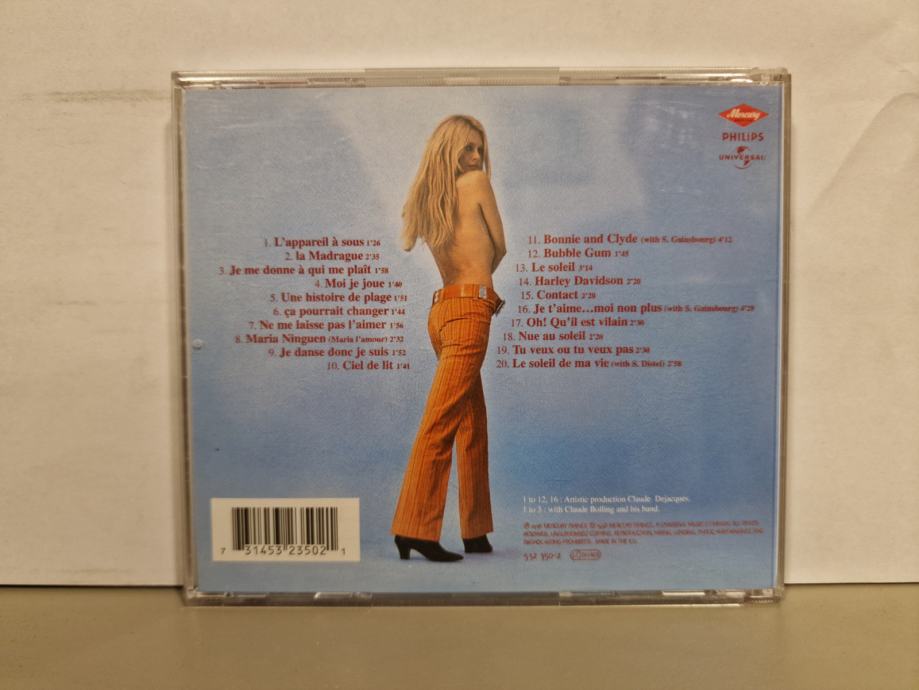 Mercury
PHILIPS
UNIVERSAL
1. L'appareil à sous 1'26
2. la Madrague 2'35
3. Je me donne à qui me plaît 1'58
4. Moi je joue 1'40
5. Une histoire de plage 1'51
6. ça pourrait changer 1'44
7. Ne me laisse pas l'aimer 1'56
8. Maria Ninguen (Maria l'amour) 2'32
9. Je danse donc je suis 1'52
10. Ciel de lit 1'41
11. Bonnie and Clyde (with S. Gainsbourg) 4'12
12. Bubble Gum 1'45
13. Le soleil 3'14
14. Harley Davidson 2'20
15. Contact 2'28
16. Je t'aime...moi non plus (with S. Gainsbourg) 4'29
17. Oh! Qu'il est vilain 2'30
18. Nue au soleil 2'20
19. Tu veux ou tu veux pas 2'30
20. Le soleil de ma vie (with S. Distel) 2'58
1 to 12, 16 : Artistic production Claude Dejacques.
1 to 3 : with Claude Bolling and his band.
MERCURY FRANCE
MADE IN THE
7 31453 23502 1